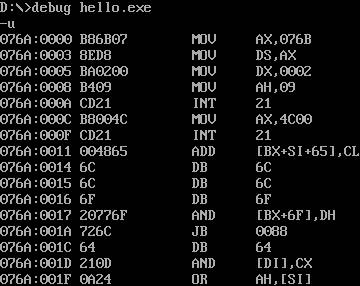 D:\>debug hello.exe
-u
076A:0000 B86B07 MOV AX,076B
076A:0003 8ED8 MOV DS,AX
076A:0005 BA0200 MOV DX,0002
076A:0008 B409 MOV AH,09
076A:000A CD21 INT 21
076A:000C B8004C MOV AX,4C00
076A:000F CD21 INT 21
076A:0011 004865 ADD [BX+SI+65],CL
076A:0014 6C DB 6C
076A:0015 6C DB 6C
076A:0016 6F DB 6F
076A:0017 20776F AND [BX+6F],DH
076A:001A 726C JB 0088
076A:001C 64 DB 64
076A:001D 210D AND [DI],CX
076A:001F 0A24 OR AH,[SI]